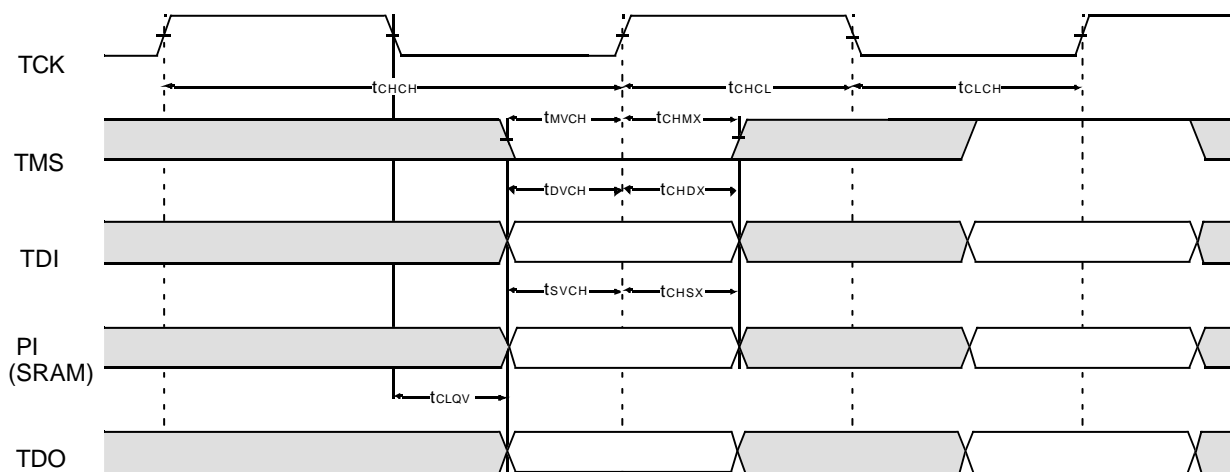 TCK
tCHCH
tCHCL
tCLCH
tMVCH
tCHMX
TMS
tDVCH
tCHDX
TDI
tSVCH
tCHSX
PI
(SRAM)
tCLQV
TDO